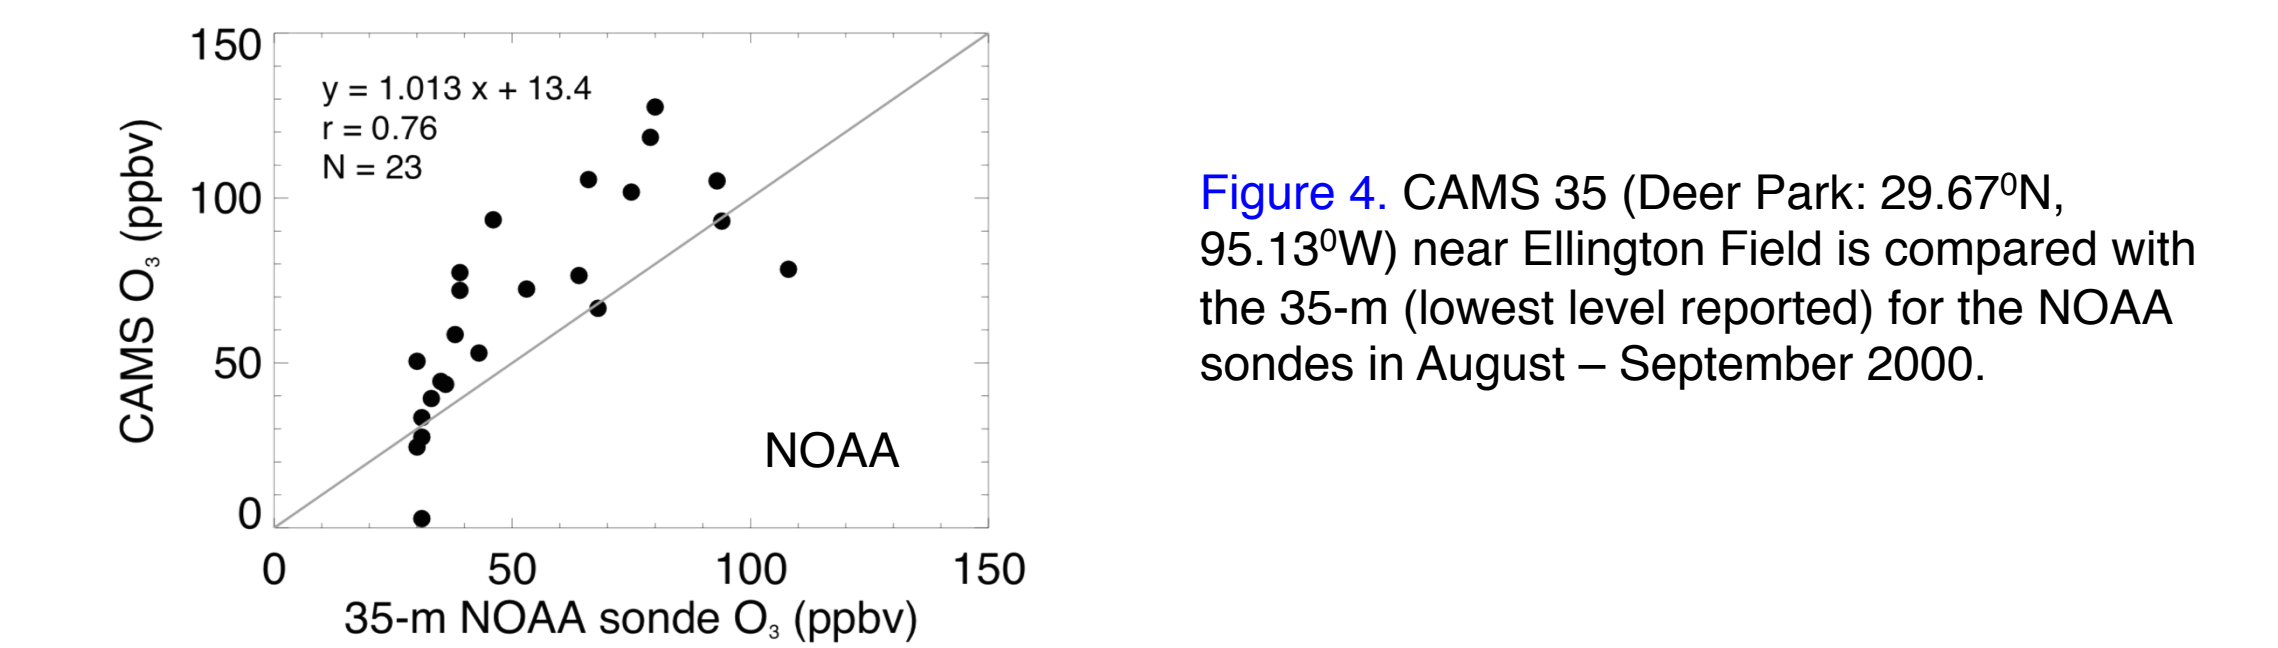 150
y = 1.013 x + 13.4
r = 0.76
N = 23
100
50
0
CAMS O₃ (ppbv)
NOAA
0 50 100 150
35-m NOAA sonde O₃ (ppbv)
Figure 4. CAMS 35 (Deer Park: 29.67⁰N,
95.13⁰W) near Ellington Field is compared with
the 35-m (lowest level reported) for the NOAA
sondes in August – September 2000.